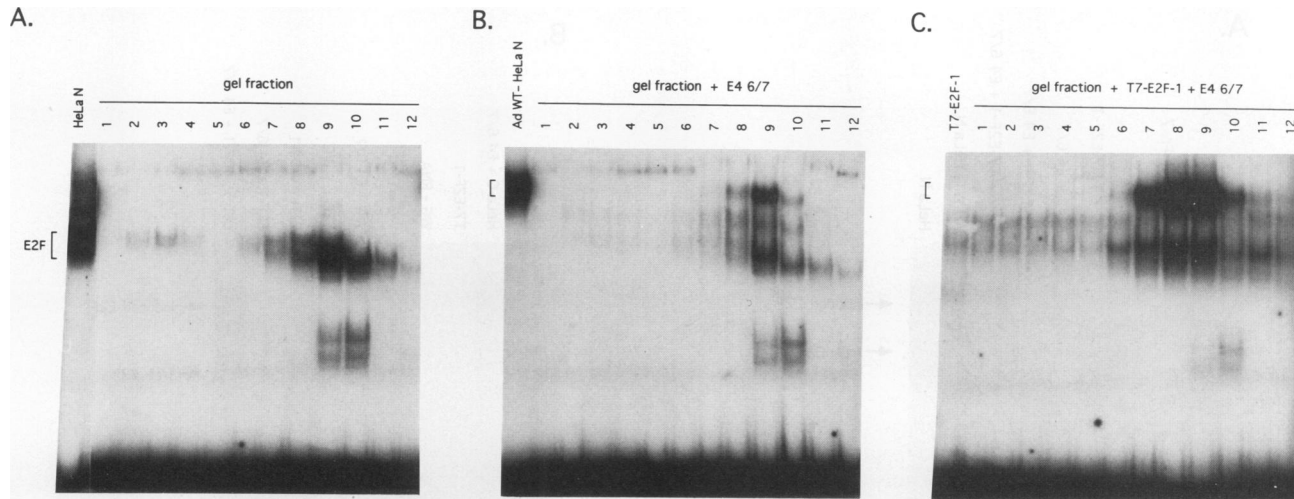 A.
gel fraction
HeLa N
1 2 3 4 5 6 7 8 9 10 11 12
E2F
B.
gel fraction + E4 6/7
Ad WT - HeLa N
1 2 3 4 5 6 7 8 9 10 11 12
C.
gel fraction + T7-E2F-1 + E4 6/7
T7-E2F-1
1 2 3 4 5 6 7 8 9 10 11 12